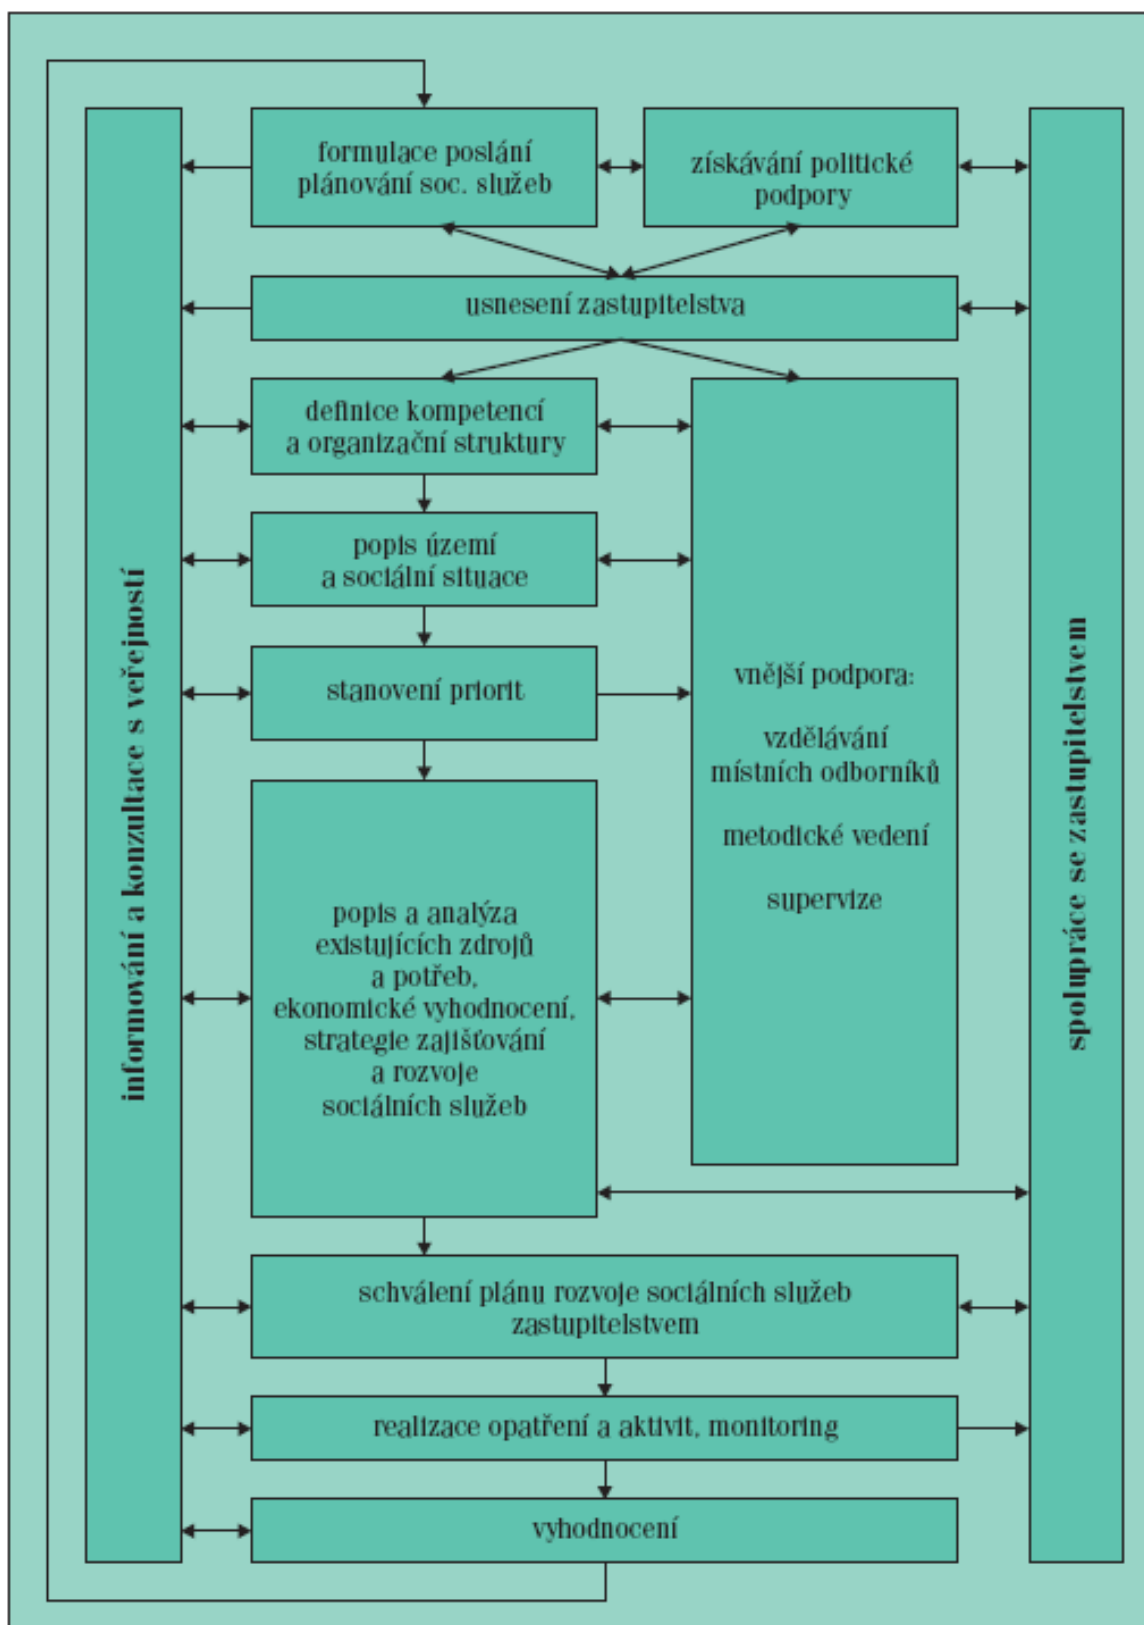 formulace poslání
plánování soc. služeb
získávání politické
podpory
usnesení zastupitelstva
definice kompetencí
a organizační struktury
popis území
a sociální situace
stanovení priorit
vnější podpora:
vzdělávání
místních odborníků
metodické vedení
supervize
popis a analýza
existujících zdrojů
a potřeb,
ekonomické vyhodnocení,
strategie zajišťování
a rozvoje
sociálních služeb
schválení plánu rozvoje sociálních služeb
zastupitelstvem
realizace opatření a aktivit, monitoring
vyhodnocení
informování a konzultace s veřejností
spolupráce se zastupitelstvem